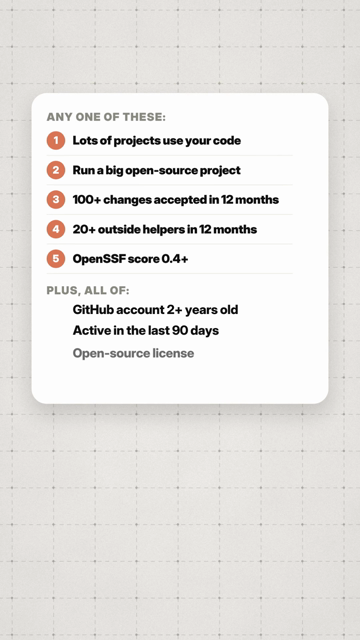 ANY ONE OF THESE:
1 Lots of projects use your code
2 Run a big open-source project
3 100+ changes accepted in 12 months
4 20+ outside helpers in 12 months
5 OpenSSF score 0.4+
PLUS, ALL OF:
GitHub account 2+ years old
Active in the last 90 days
Open-source license